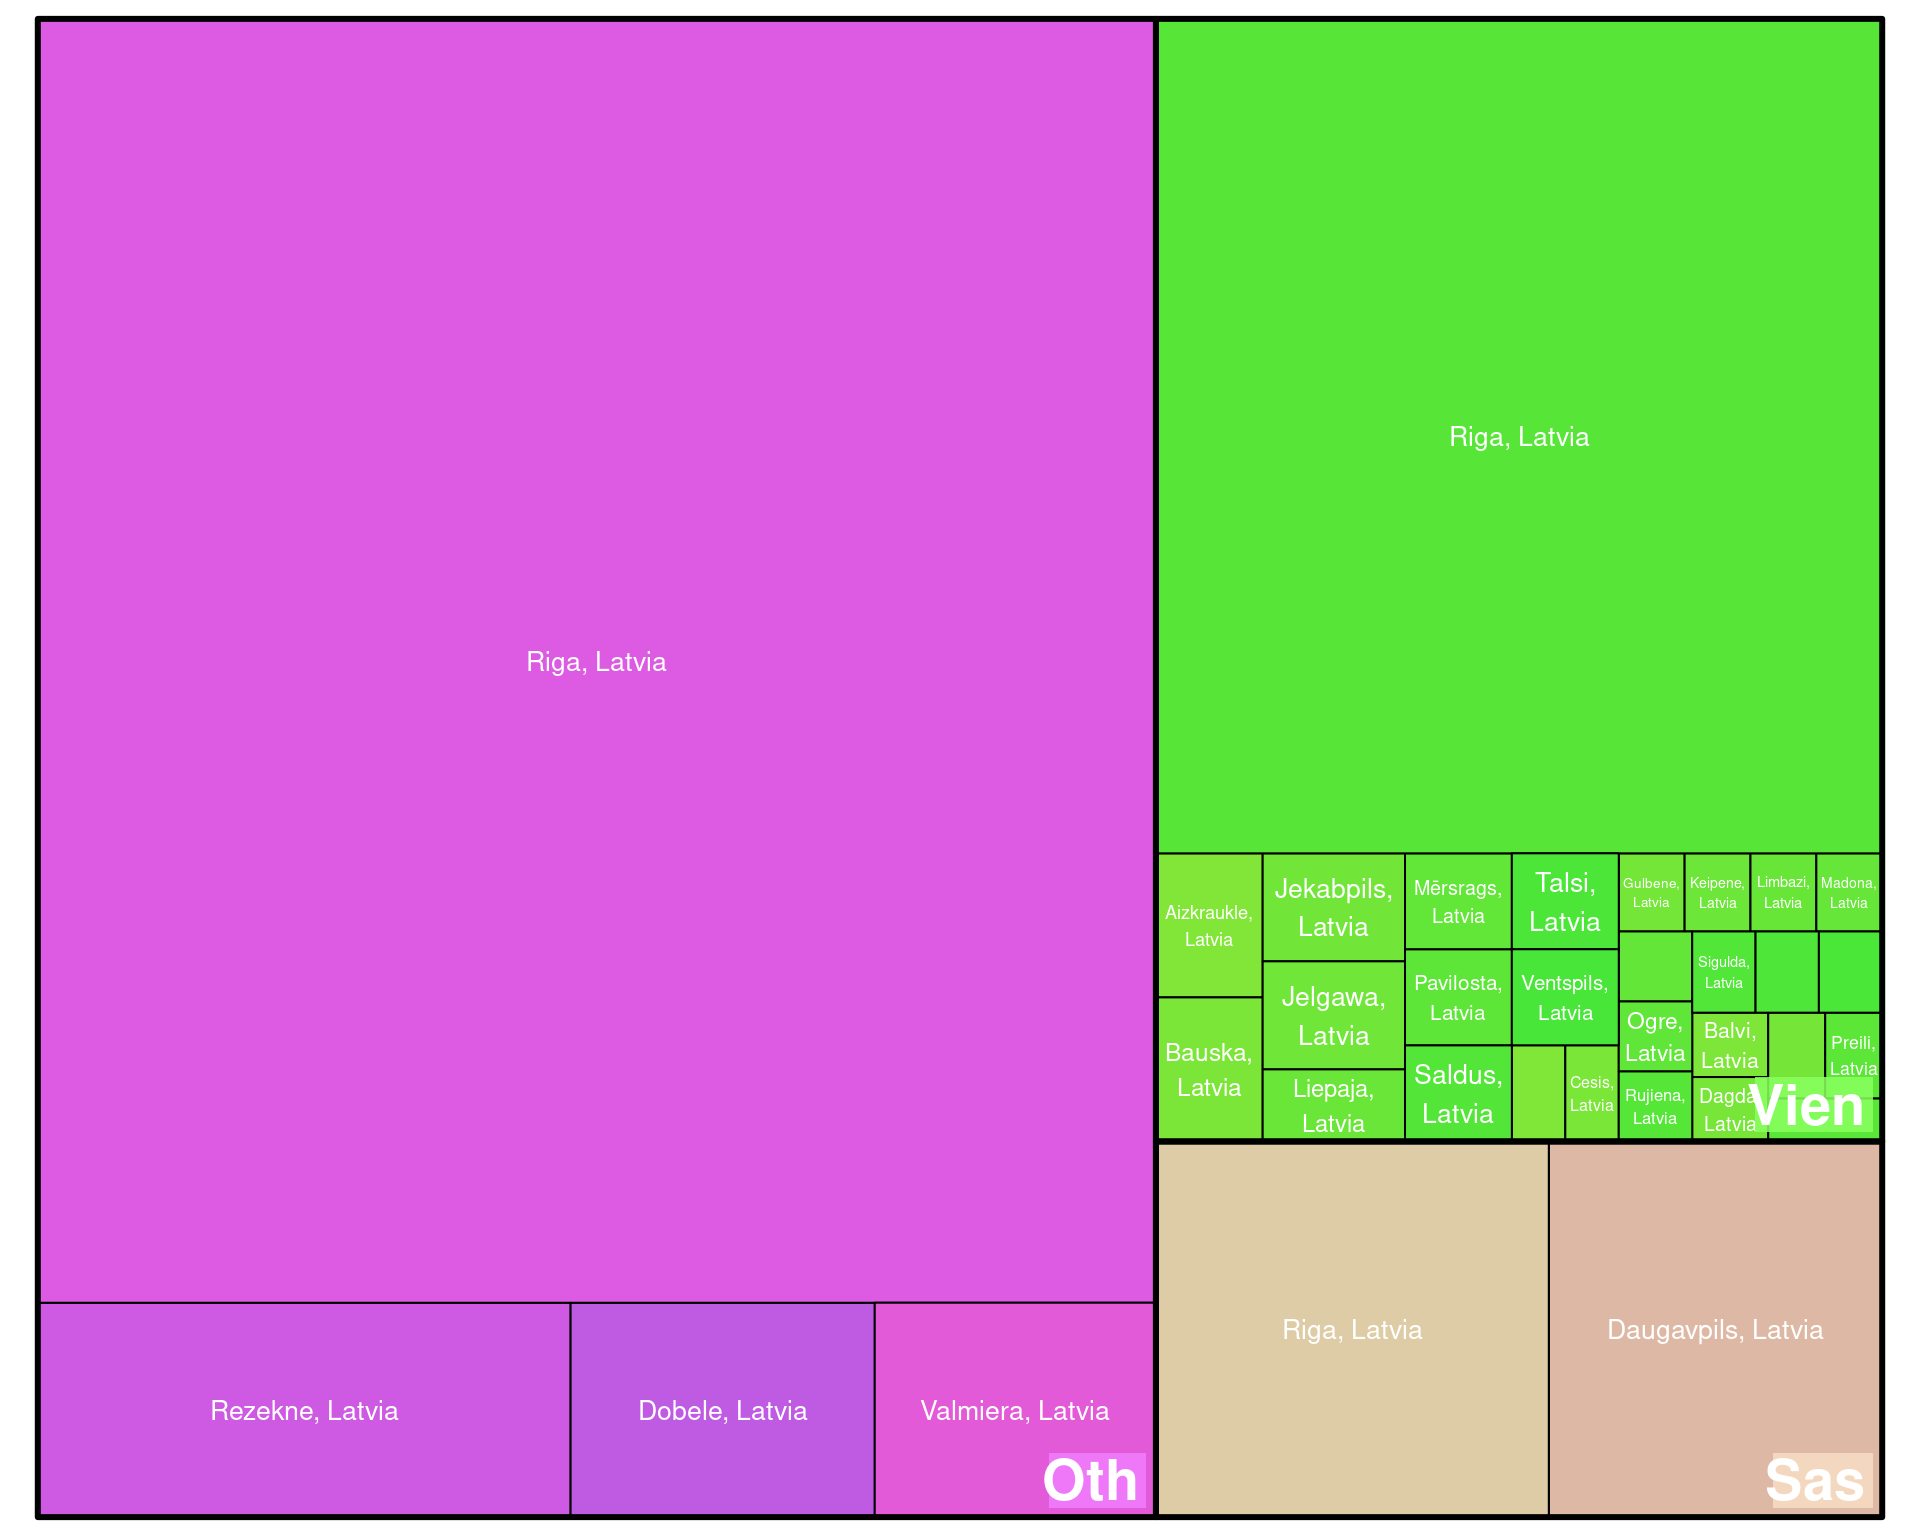 Riga, Latvia
Rezekne, Latvia
Dobele, Latvia
Valmiera, Latvia
Oth
Riga, Latvia
Aizkraukle,
Latvia
Bauska,
Latvia
Jekabpils,
Latvia
Jelgawa,
Latvia
Liepaja,
Latvia
Mērsrags,
Latvia
Pavilosta,
Latvia
Saldus,
Latvia
Talsi,
Latvia
Ventspils,
Latvia
Cesis,
Latvia
Gulbene,
Latvia
Keipene,
Latvia
Limbazi,
Latvia
Madona,
Latvia
Ogre,
Latvia
Rujiena,
Latvia
Sigulda,
Latvia
Balvi,
Latvia
Dagda
Latvia
Preili,
Latvia
Vien
Riga, Latvia
Daugavpils, Latvia
Sas